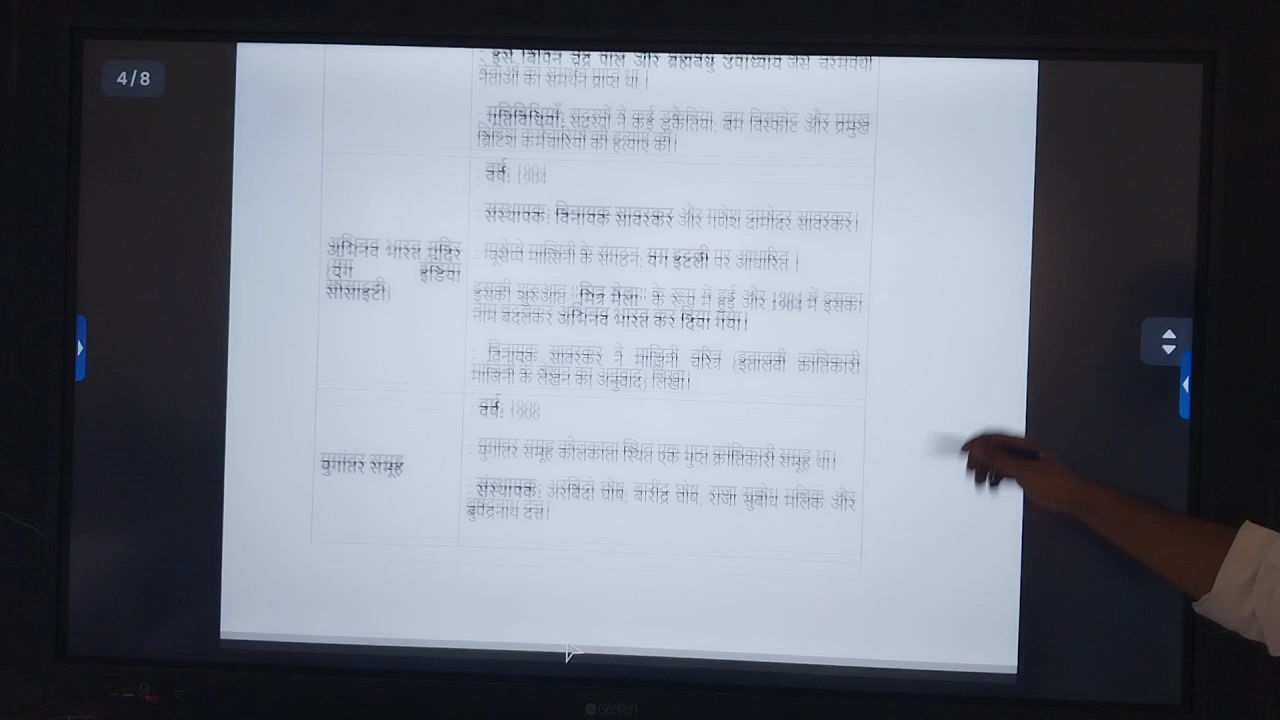 4/8
- इसे बिपिन चंद्र पाल और ब्रह्मबंधु उपाध्याय जैसे चरमपंथी
नेताओं का समर्थन प्राप्त था।
- गतिविधियाँ: सदस्यों ने कई डकैतियां, बम विस्फोट और प्रमुख
ब्रिटिश कर्मचारियों की हत्याएं की।
अभिनव भारत मंदिर
(यंग इंडिया
सोसाइटी)
- वर्ष: 1904
- संस्थापक: विनायक सावरकर और गणेश दामोदर सावरकर।
- मात्सिनी के संगठन, यंग इटली पर आधारित।
इसकी शुरुआत "मित्र मेला" के रूप में हुई और 1904 में इसका
नाम बदलकर अभिनव भारत कर दिया गया।
- विनायक सावरकर ने माज़िनी चरित्र (इतालवी क्रांतिकारी
माज़िनी के लेखन का अनुवाद) लिखा।
युगांतर समूह
- वर्ष: 1906
- युगांतर समूह कोलकाता स्थित एक गुप्त क्रांतिकारी समूह था।
- संस्थापक: अरबिंदो घोष, बारीद्र घोष, राजा सुबोध मलिक और
दत्त।